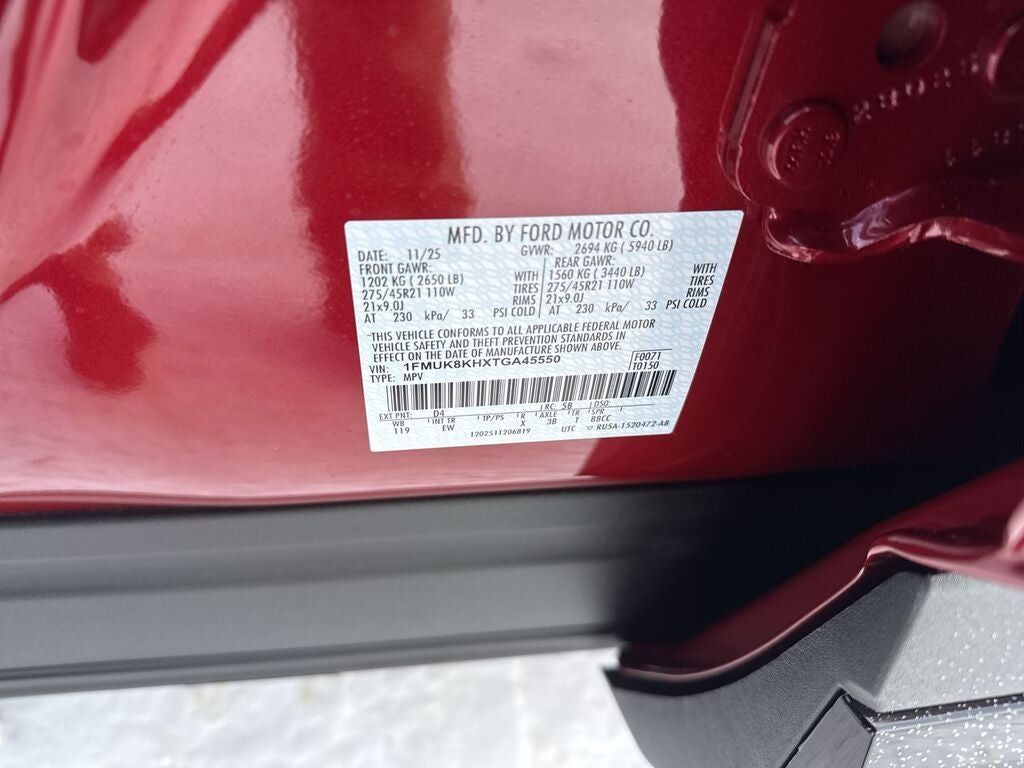 MFD. BY FORD MOTOR CO.
DATE: 11/25 GVWR: 2694 KG ( 5940 LB)
FRONT GAWR: REAR GAWR:
1202 KG ( 2650 LB) WITH 1560 KG ( 3440 LB) WITH
275/45R21 110W TIRES 275/45R21 110W TIRES
21x9.0J RIMS 21x9.0J RIMS
AT 230 kPa/ 33 PSI COLD AT 230 kPa/ 33 PSI COLD
THIS VEHICLE CONFORMS TO ALL APPLICABLE FEDERAL MOTOR
VEHICLE SAFETY AND THEFT PREVENTION STANDARDS IN
EFFECT ON THE DATE OF MANUFACTURE SHOWN ABOVE.
VIN: 1FMUK8KHXTGA45550 F0071
TYPE: MPV T0150
EXT PNT: D4 RC: 5B DSO:
WB INT TR TP/PS R AXLE TR SPR
119 EW X 3B T BBCC
1202511206819 UTC ▽ RU5A-1520472-AB